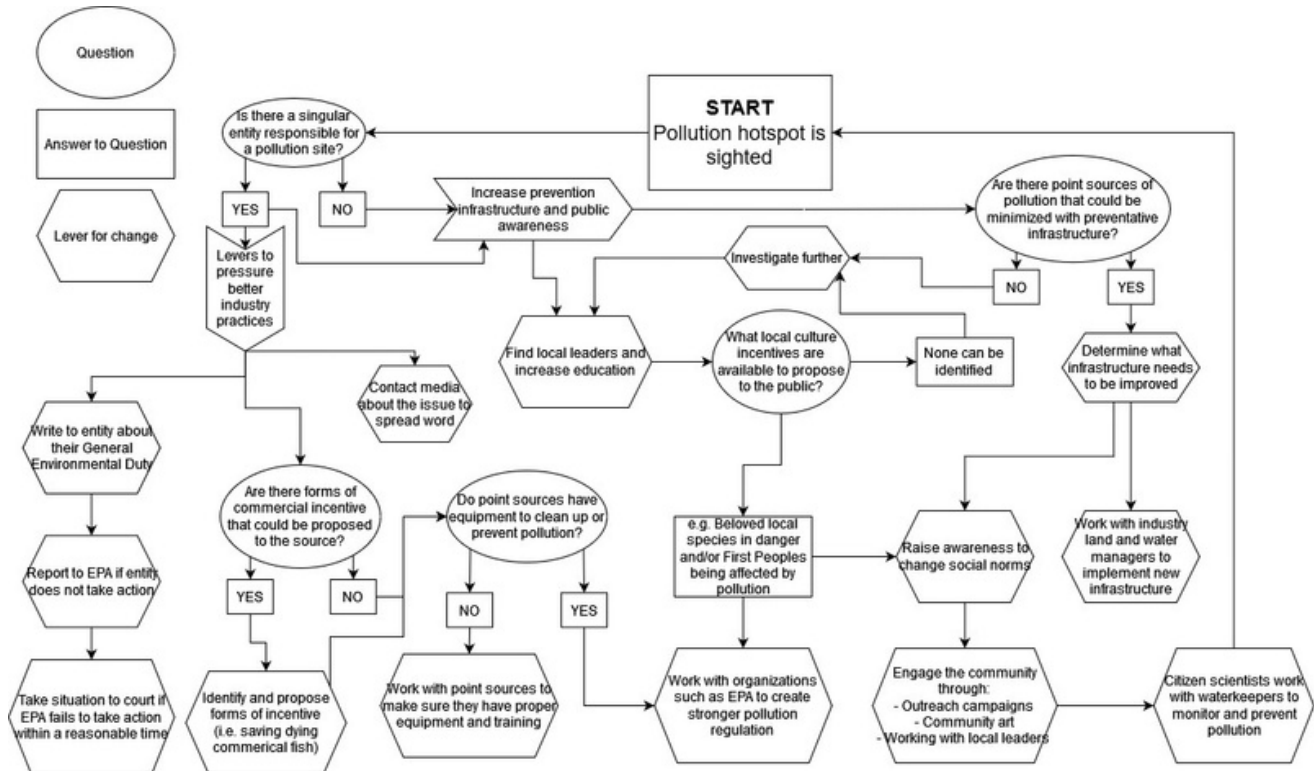 Question
Answer to Question
Lever for change
START
Pollution hotspot is
sighted
Is there a singular
entity responsible for
a pollution site?
YES
NO
Increase prevention
infrastructure and public
awareness
Are there point sources of
pollution that could be
minimized with preventative
infrastructure?
NO
YES
Levers to
pressure
better
industry
practices
Investigate further
Find local leaders and
increase education
What local culture
incentives are
available to propose
to the public?
None can be
identified
Determine what
infrastructure needs
to be improved
Contact media
about the issue to
spread word
Write to entity about
their General
Environmental Duty
Are there forms of
commercial incentive
that could be proposed
to the source?
YES
NO
Do point sources have
equipment to clean up or
prevent pollution?
NO
YES
e.g. Beloved local
species in danger
and/or First Peoples
being affected by
pollution
Raise awareness to
change social norms
Work with industry
land and water
managers to
implement new
infrastructure
Report to EPA if entity
does not take action
Take situation to court if
EPA fails to take action
within a reasonable time
Identify and propose
forms of incentive
(i.e. saving dying
commerical fish)
Work with point sources to
make sure they have proper
equipment and training
Work with organizations
such as EPA to create
stronger pollution
regulation
Engage the community
through:
- Outreach campaigns
- Community art
- Working with local leaders
Citizen scientists work
with waterkeepers to
monitor and prevent
pollution